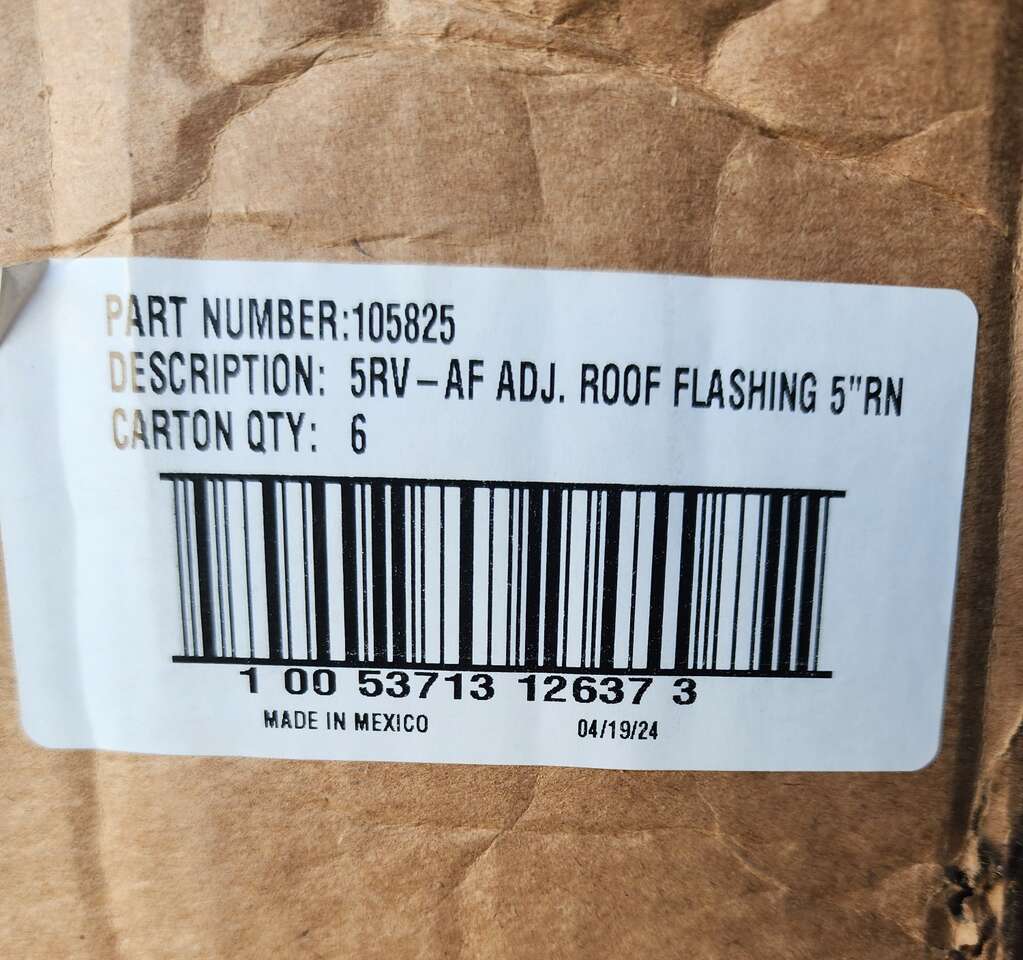 PART NUMBER:105825
DESCRIPTION: 5RV-AF ADJ. ROOF FLASHING 5"RN
CARTON QTY: 6
1 00 53713 12637 3
MADE IN MEXICO 04/19/24